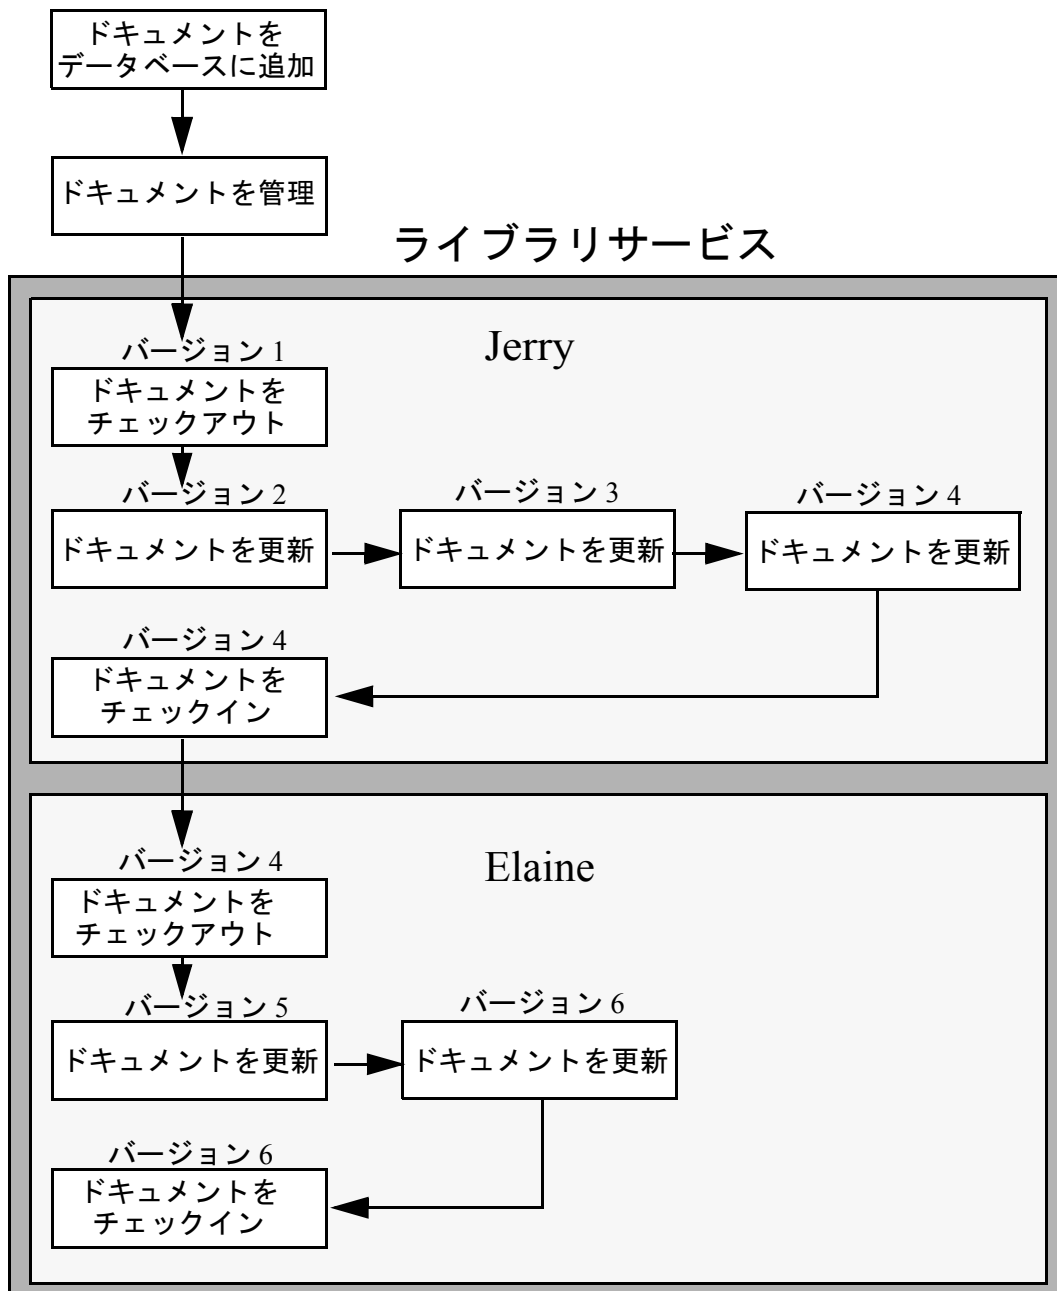 ドキュメントを
データベースに追加
ドキュメントを管理
ライブラリサービス
Jerry
バージョン 1
ドキュメントを
チェックアウト
バージョン 2
ドキュメントを更新
バージョン 3
ドキュメントを更新
バージョン 4
ドキュメントを更新
バージョン 4
ドキュメントを
チェックイン
Elaine
バージョン 4
ドキュメントを
チェックアウト
バージョン 5
ドキュメントを更新
バージョン 6
ドキュメントを更新
バージョン 6
ドキュメントを
チェックイン